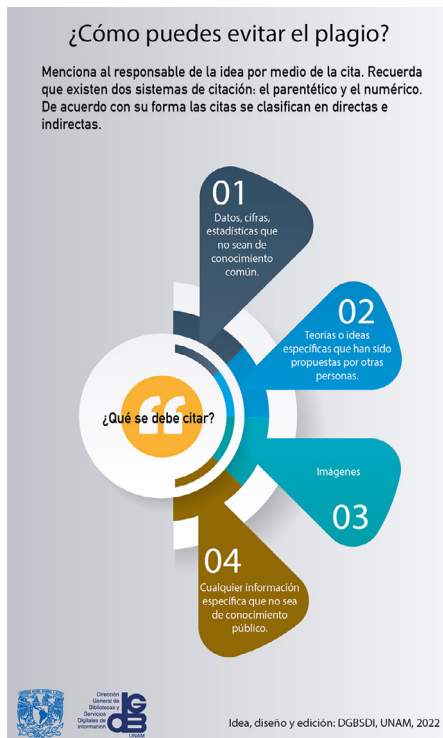 ¿Cómo puedes evitar el plagio?
Menciona al responsable de la idea por medio de la cita. Recuerda
que existen dos sistemas de citación: el parentético y el numérico.
De acuerdo con su forma las citas se clasifican en directas e
indirectas.
01
Datos, cifras,
estadísticas que
no sean de
conocimiento
común.
02
Teorías o ideas
específicas que han sido
propuestas por otras
personas.
¿Qué se debe citar?
Imágenes
03
04
Cualquier información
específica que no sea
de conocimiento
público.
Dirección
General de
Bibliotecas y
Servicios
Digitales de
Información
DGB
UNAM
Idea, diseño y edición: DGBSDI, UNAM, 2022